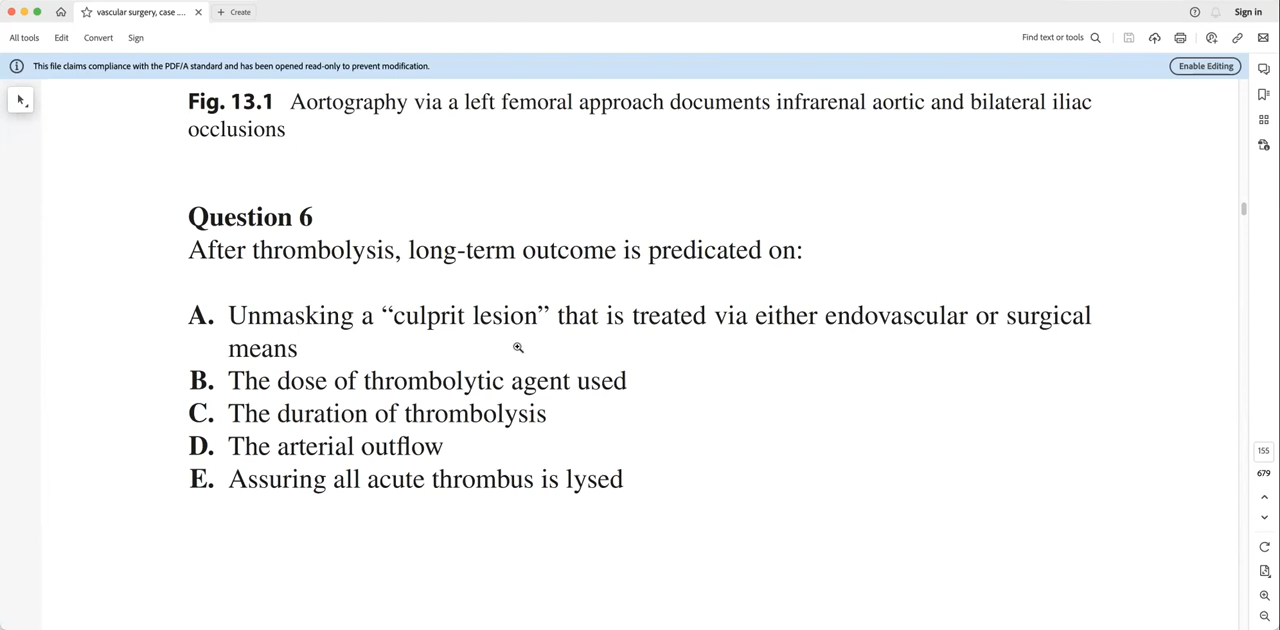 vascular surgery, case ....
Create
Sign in
All tools Edit Convert Sign
Find text or tools
This file claims compliance with the PDF/A standard and has been opened read-only to prevent modification.
Enable Editing
Fig. 13.1 Aortography via a left femoral approach documents infrarenal aortic and bilateral iliac
occlusions
Question 6
After thrombolysis, long-term outcome is predicated on:
A. Unmasking a “culprit lesion” that is treated via either endovascular or surgical
means
B. The dose of thrombolytic agent used
C. The duration of thrombolysis
D. The arterial outflow
E. Assuring all acute thrombus is lysed
155
679